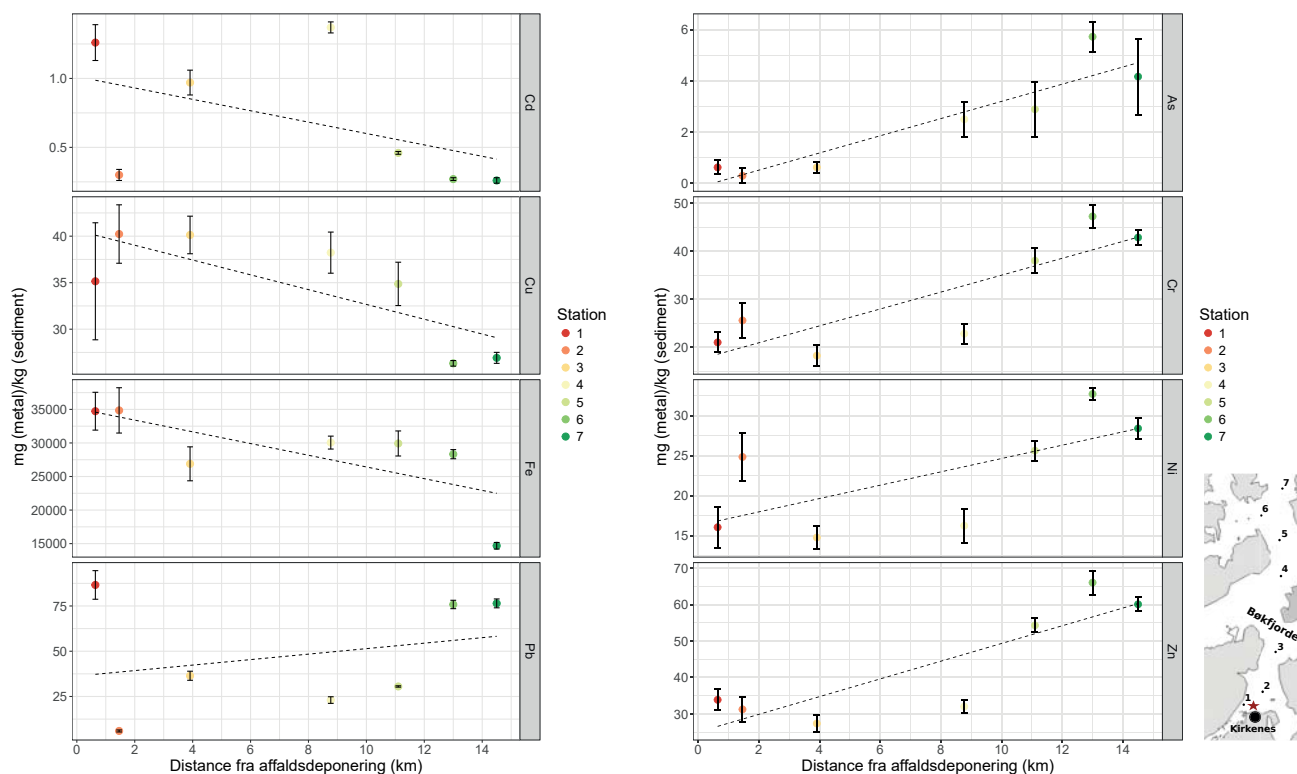 1.0
0.5
Cd
40
35
30
Cu
35000
30000
25000
20000
15000
Fe
75
50
25
Pb
0 2 4 6 8 10 12 14
Distance fra affaldsdeponering (km)
mg (metal)/kg (sediment)
Station
1
2
3
4
5
6
7
6
4
2
0
As
50
40
30
20
Cr
30
25
20
15
Ni
70
60
50
40
30
Zn
0 2 4 6 8 10 12 14
Distance fra affaldsdeponering (km)
mg (metal)/kg (sediment)
Station
1
2
3
4
5
6
7
7
6
5
4
Bøkfjorde
3
2
1
Kirkenes